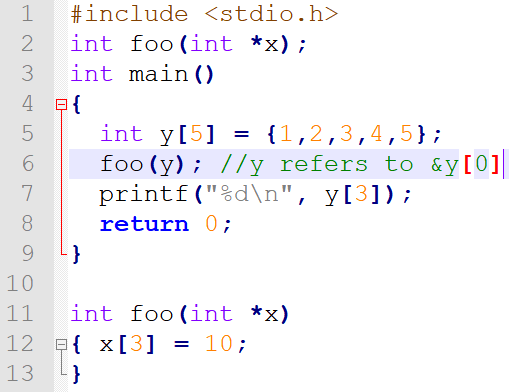 1 #include <stdio.h>
2 int foo(int *x);
3 int main()
4 {
5 int y[5] = {1,2,3,4,5};
6 foo(y); //y refers to &y[0]
7 printf("%d\n", y[3]);
8 return 0;
9 }
10
11 int foo(int *x)
12 { x[3] = 10;
13 }